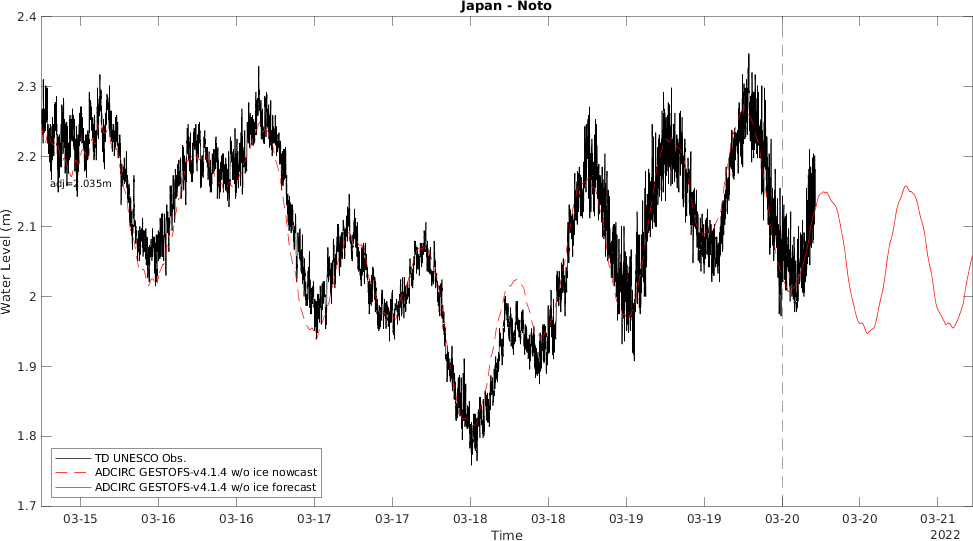 Japan - Noto
2.4
2.3
2.2
2.1
2
1.9
1.8
1.7
Water Level (m)
adj=2.035m
TD UNESCO Obs.
ADCIRC GESTOFS-v4.1.4 w/o ice nowcast
ADCIRC GESTOFS-v4.1.4 w/o ice forecast
03-15 03-16 03-16 03-17 03-17 03-18 03-18 03-19 03-19 03-20 03-20 03-21
Time
2022